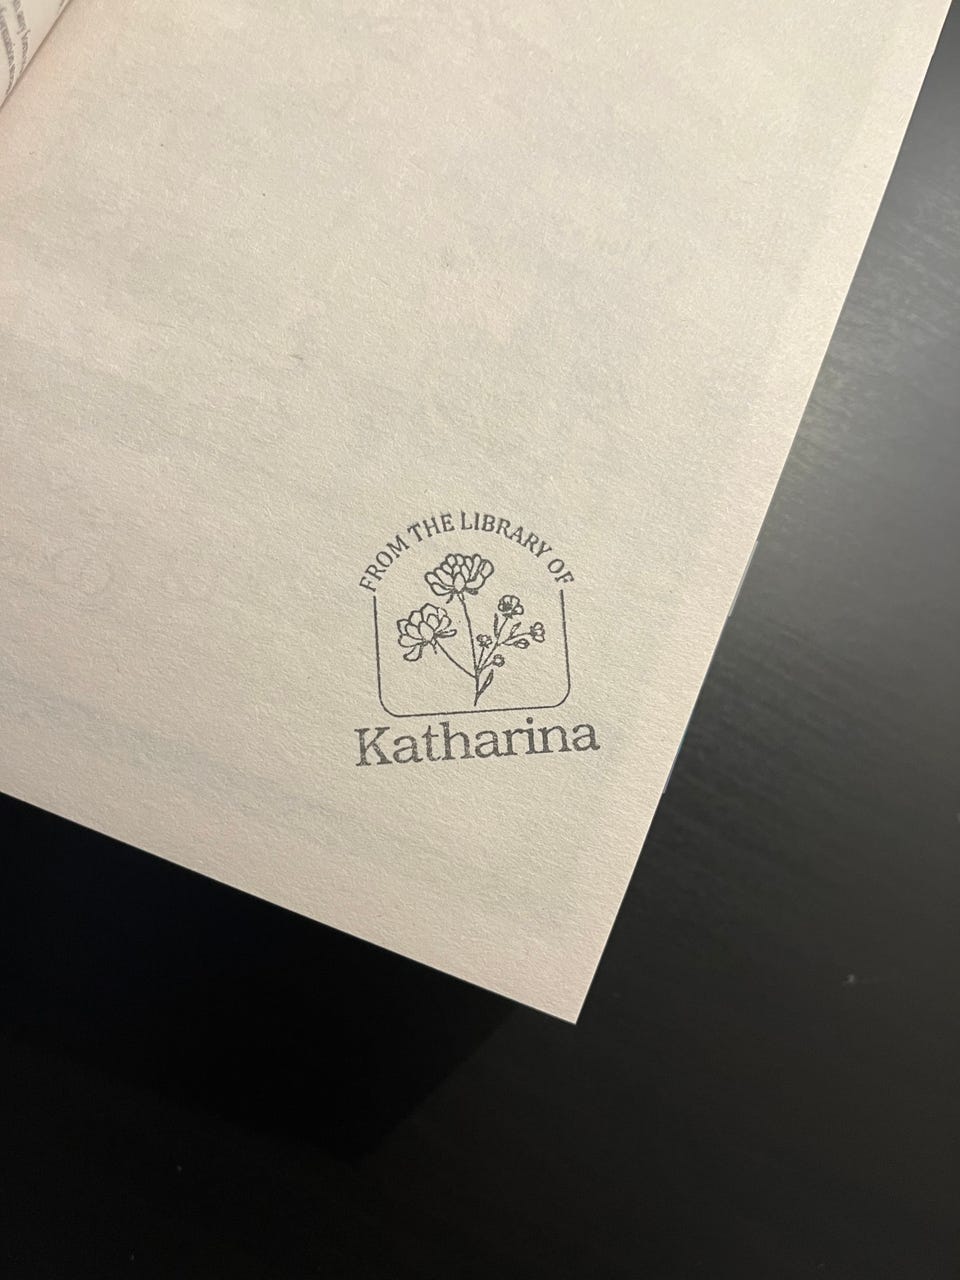 FROM THE LIBRARY OF
Katharina